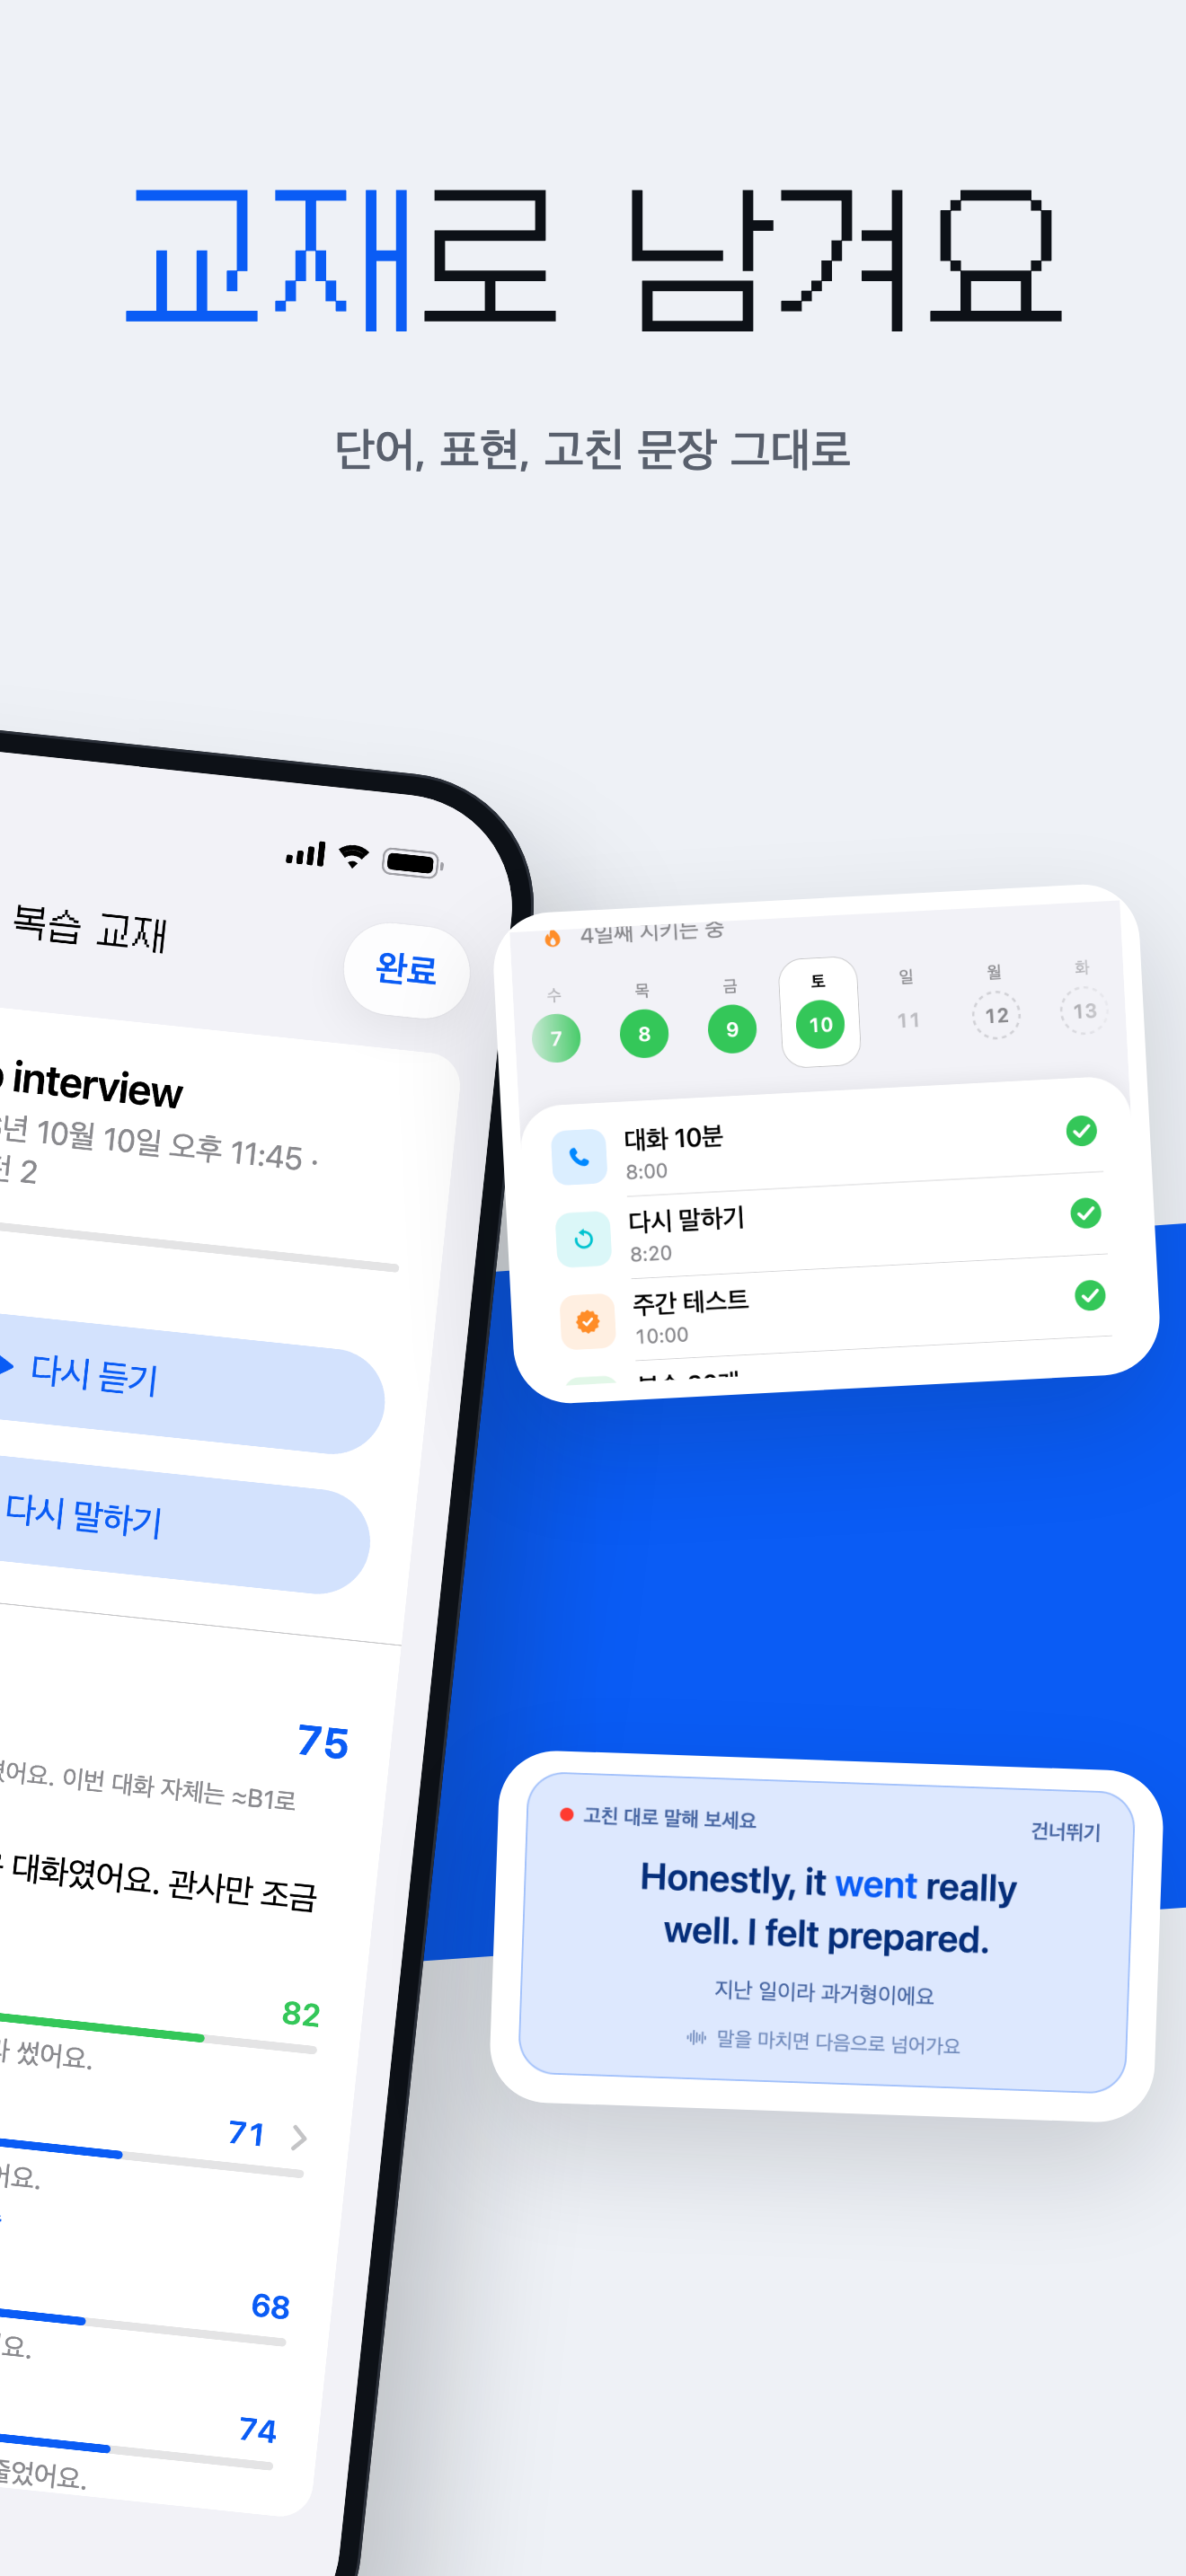 교재로 남겨요
단어, 표현, 고친 문장 그대로
복습 교재
완료
interview
년 10월 10일 오후 11:45 ·
2
다시 듣기
다시 말하기
75
이번 대화 자체는 ≈B1로
대화였어요. 관사만 조금
82
썼어요.
71
68
74
줄었어요.
4일째 지키는 중
수 목 금 토 일 월 화
7 8 9 10 11 12 13
대화 10분
8:00
다시 말하기
8:20
주간 테스트
10:00
고친 대로 말해 보세요
건너뛰기
Honestly, it went really
well. I felt prepared.
지난 일이라 과거형이에요
말을 마치면 다음으로 넘어가요